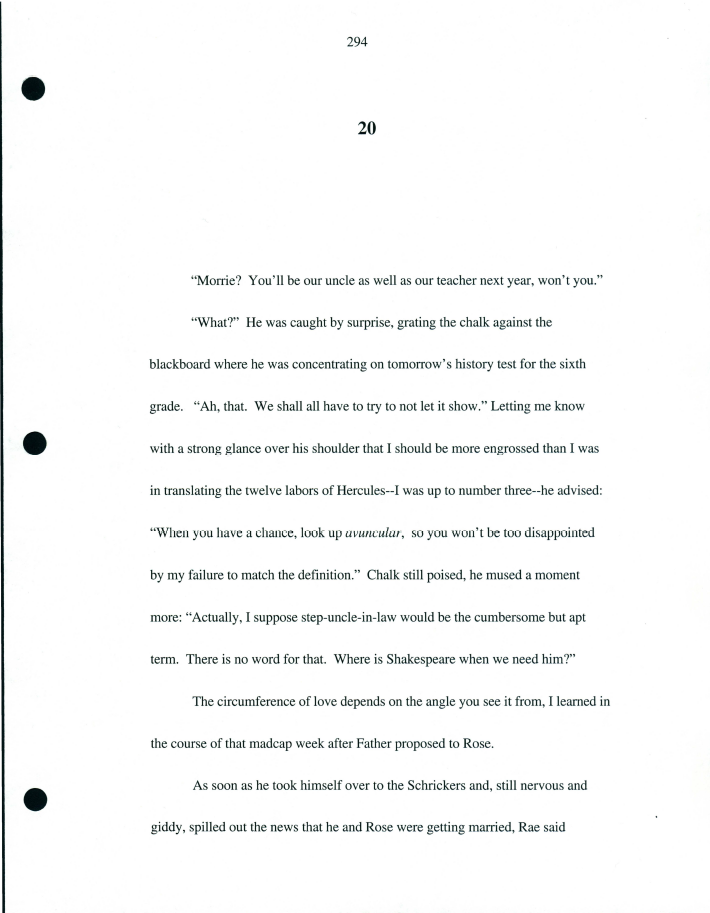 294
20
“Morrie?  You’ll be our uncle as well as our teacher next year, won’t you.”
“What?”  He was caught by surprise, grating the chalk against the
blackboard where he was concentrating on tomorrow’s history test for the sixth
grade.   “Ah, that.  We shall all have to try to not let it show.” Letting me know
with a strong glance over his shoulder that I should be more engrossed than I was
in translating the twelve labors of Hercules--I was up to number three--he advised:
“When you have a chance, look up avuncular,  so you won’t be too disappointed
by my failure to match the definition.”  Chalk still poised, he mused a moment
more: “Actually, I suppose step-uncle-in-law would be the cumbersome but apt
term.  There is no word for that.  Where is Shakespeare when we need him?”
The circumference of love depends on the angle you see it from, I learned in
the course of that madcap week after Father proposed to Rose.
As soon as he took himself over to the Schrickers and, still nervous and
giddy, spilled out the news that he and Rose were getting married, Rae said